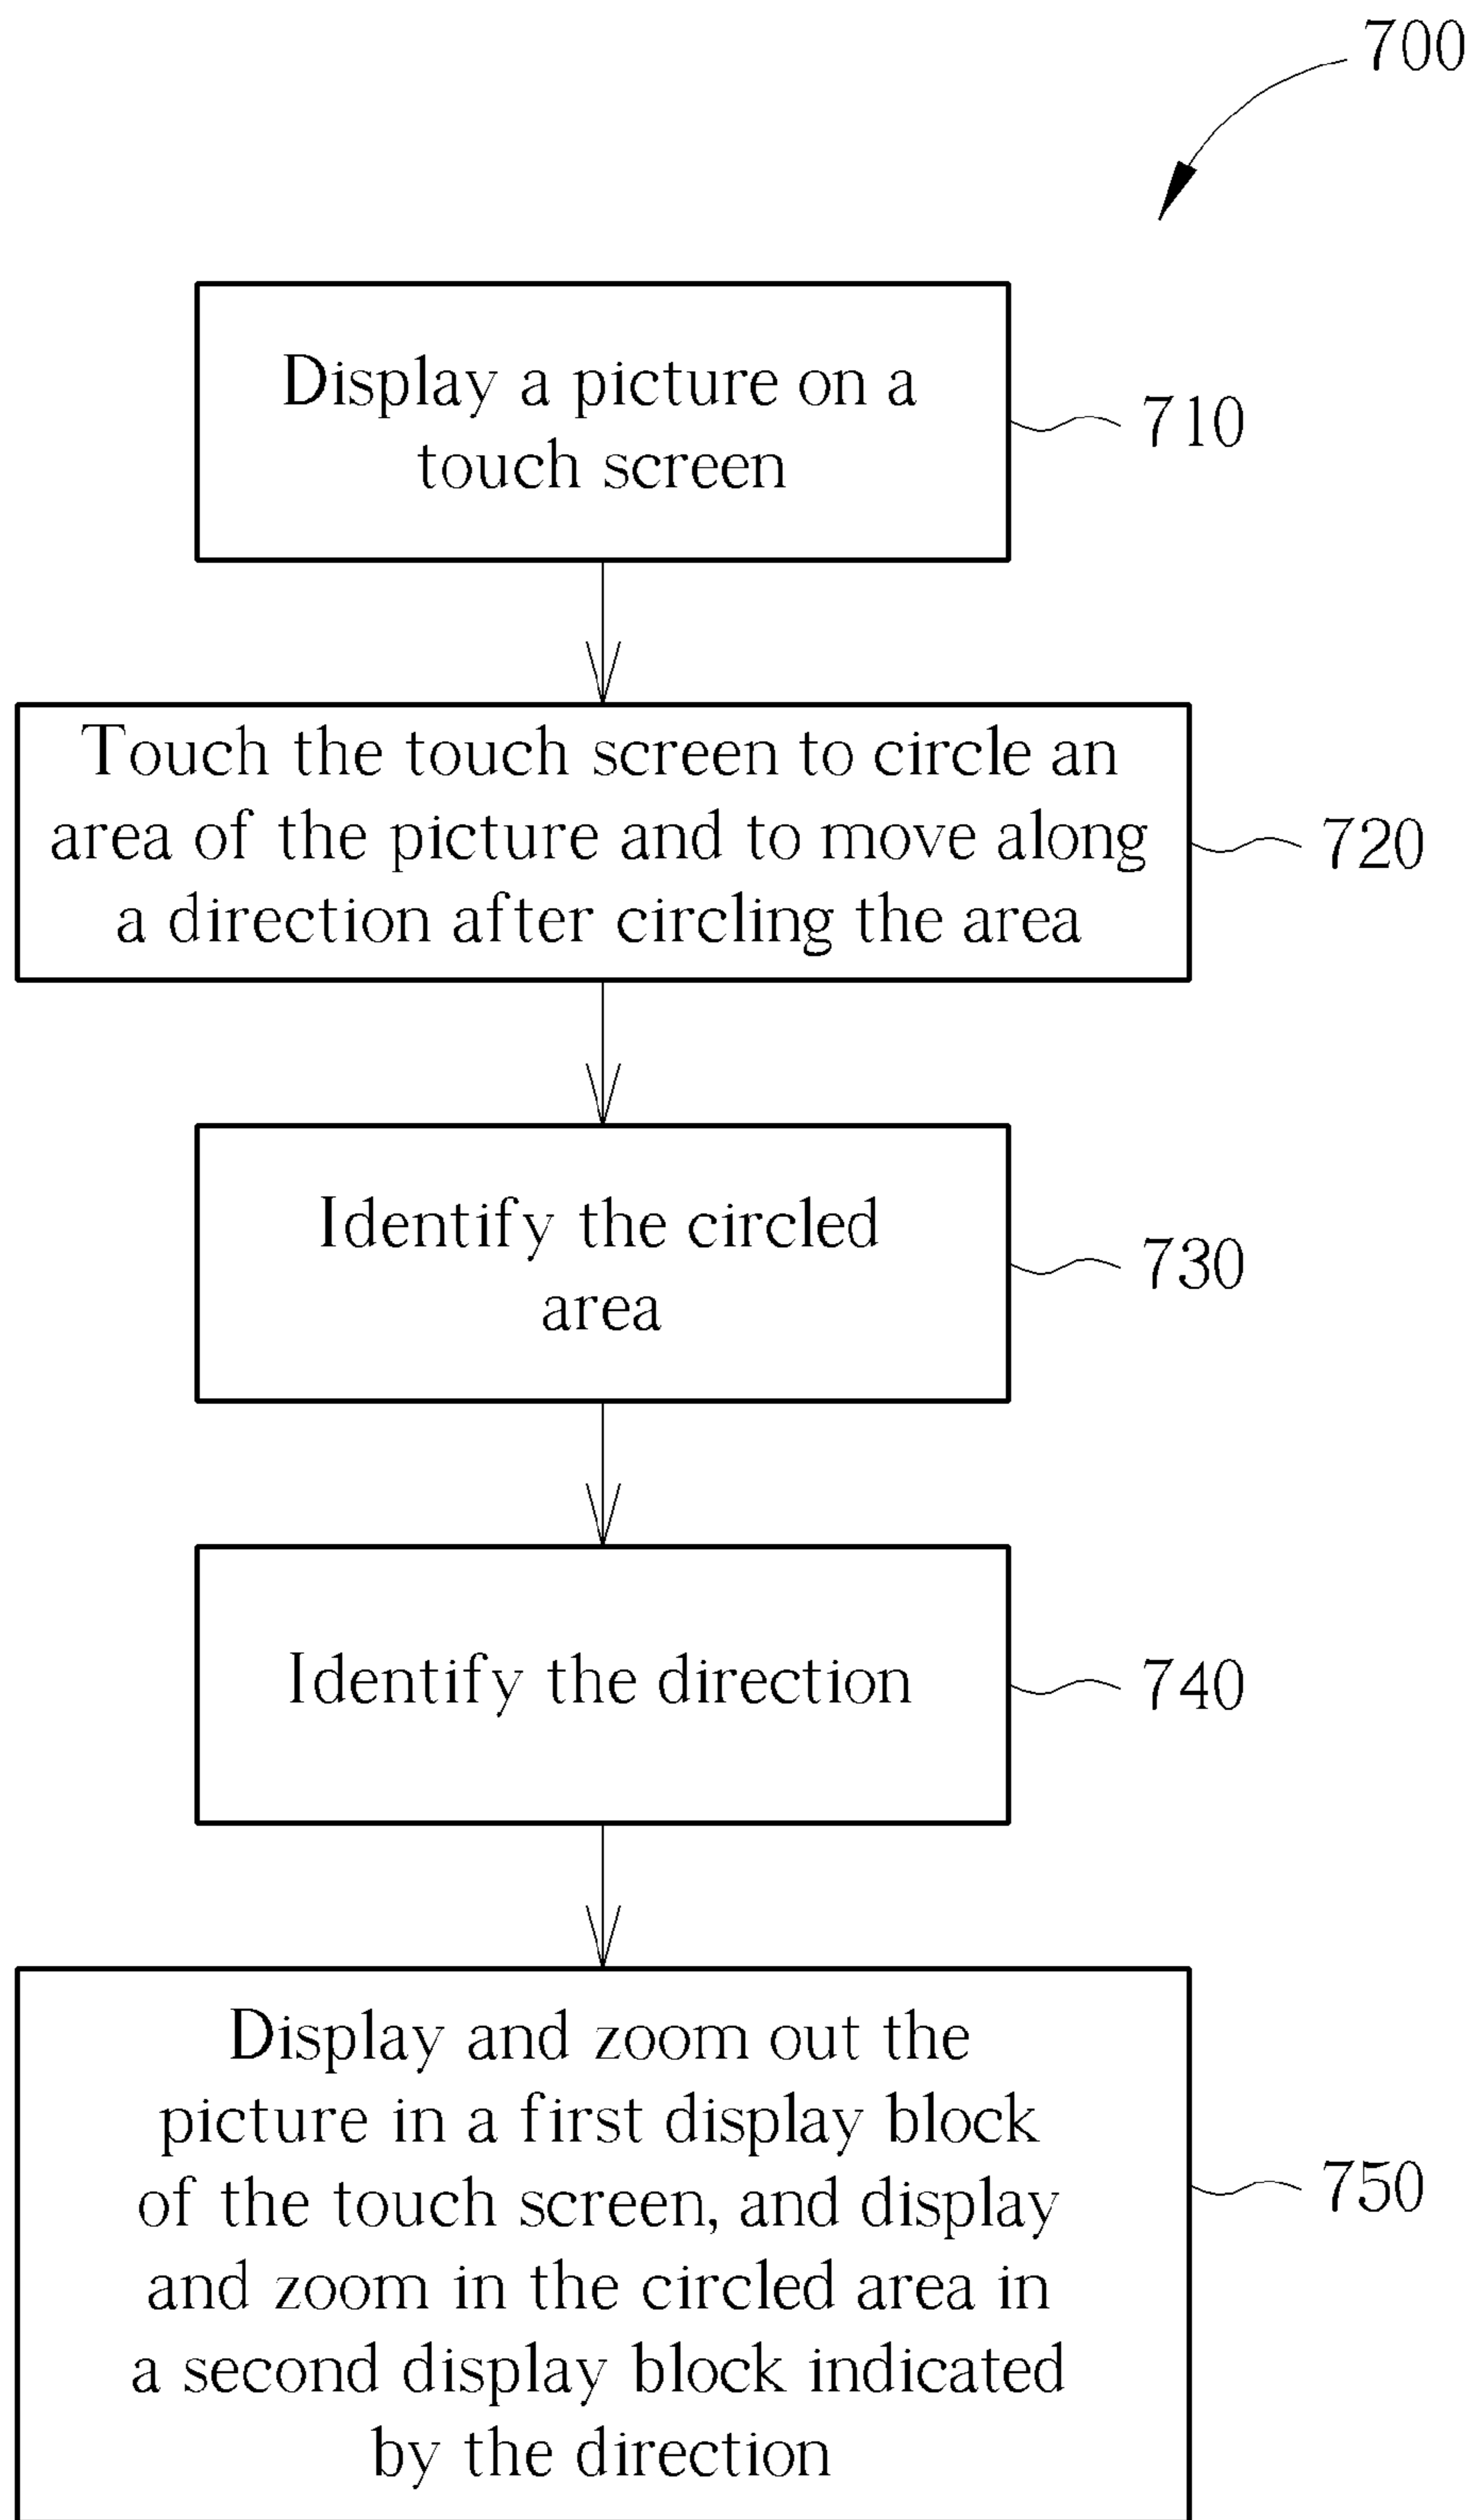 700
Display a picture on a
touch screen
710
Touch the touch screen to circle an
area of the picture and to move along
a direction after circling the area
720
Identify the circled
area
730
Identify the direction
740
Display and zoom out the
picture in a first display block
of the touch screen, and display
and zoom in the circled area in
a second display block indicated
by the direction
750